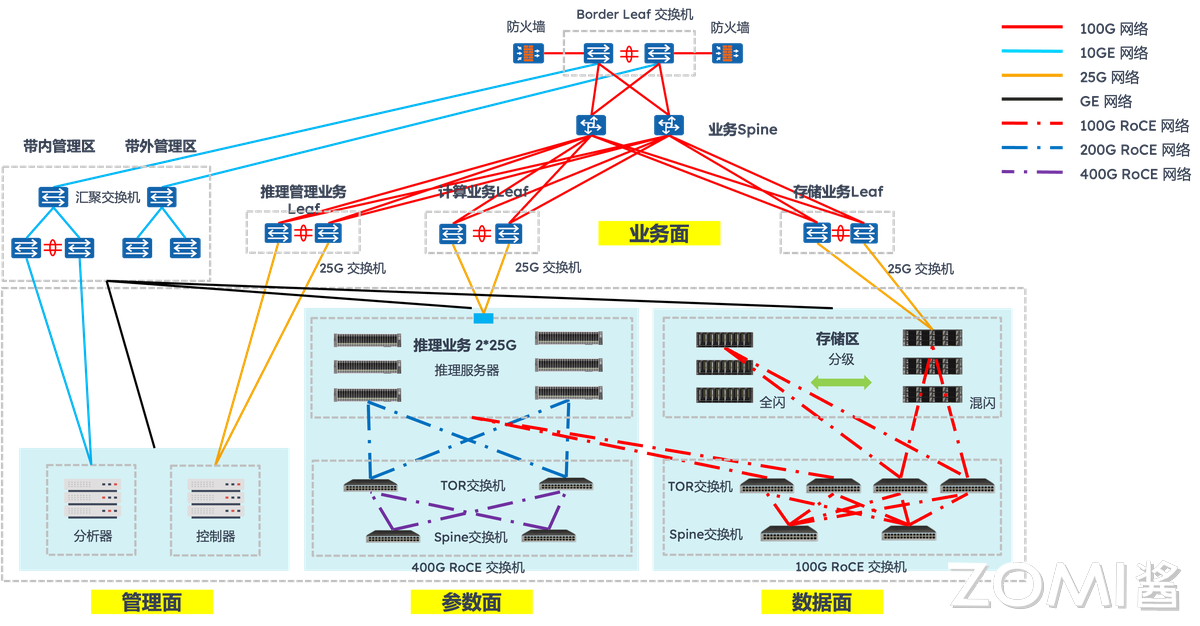 Border Leaf 交换机
防火墙
防火墙
100G 网络
10GE 网络
25G 网络
GE 网络
100G RoCE 网络
200G RoCE 网络
400G RoCE 网络
业务Spine
带内管理区
带外管理区
汇聚交换机
推理管理业务
Leaf
计算业务Leaf
存储业务Leaf
业务面
25G 交换机
25G 交换机
25G 交换机
推理业务 2*25G
推理服务器
存储区
分级
全闪
混闪
TOR交换机
Spine交换机
TOR交换机
Spine交换机
分析器
控制器
400G RoCE 交换机
100G RoCE 交换机
管理面
参数面
数据面
ZOMI酱